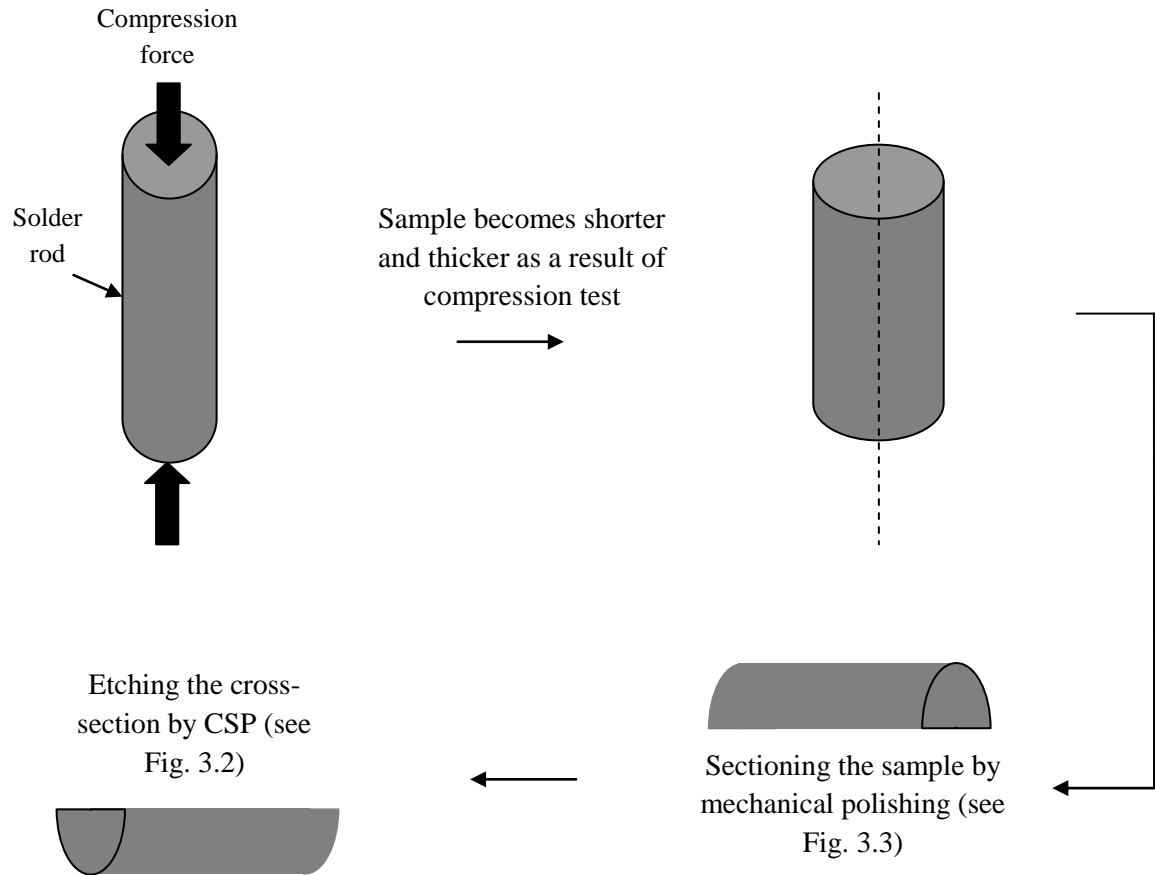 Compression
force
Solder
rod
Sample becomes shorter
and thicker as a result of
compression test
Sectioning the sample by
mechanical polishing (see
Fig. 3.3)
Etching the cross-
section by CSP (see
Fig. 3.2)